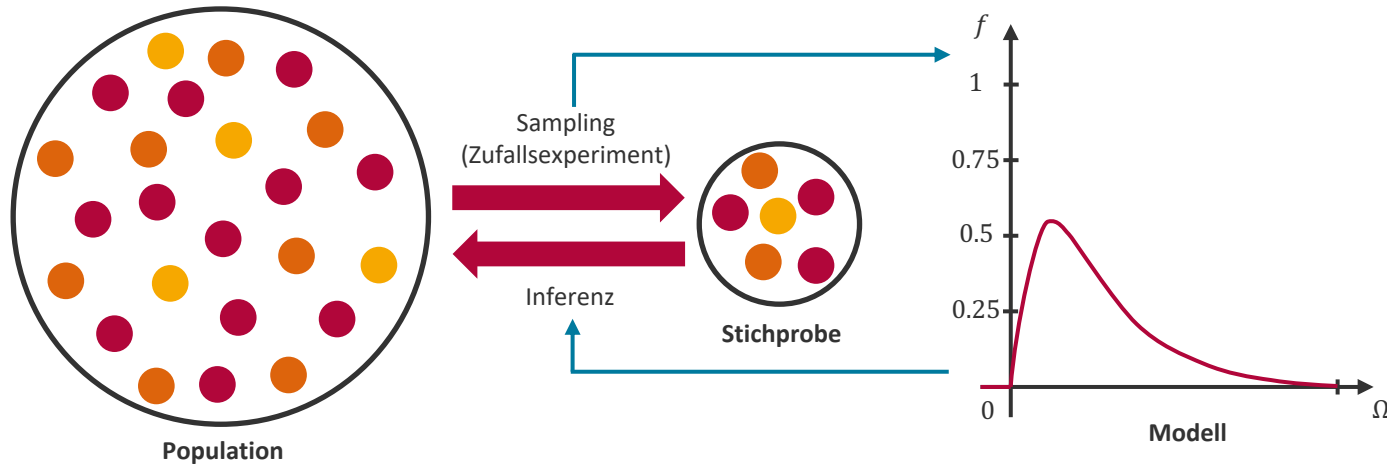 Sampling
(Zufallsexperiment)
Inferenz
Population
Stichprobe
f
1
0.75
0.5
0.25
0
Ω
Modell